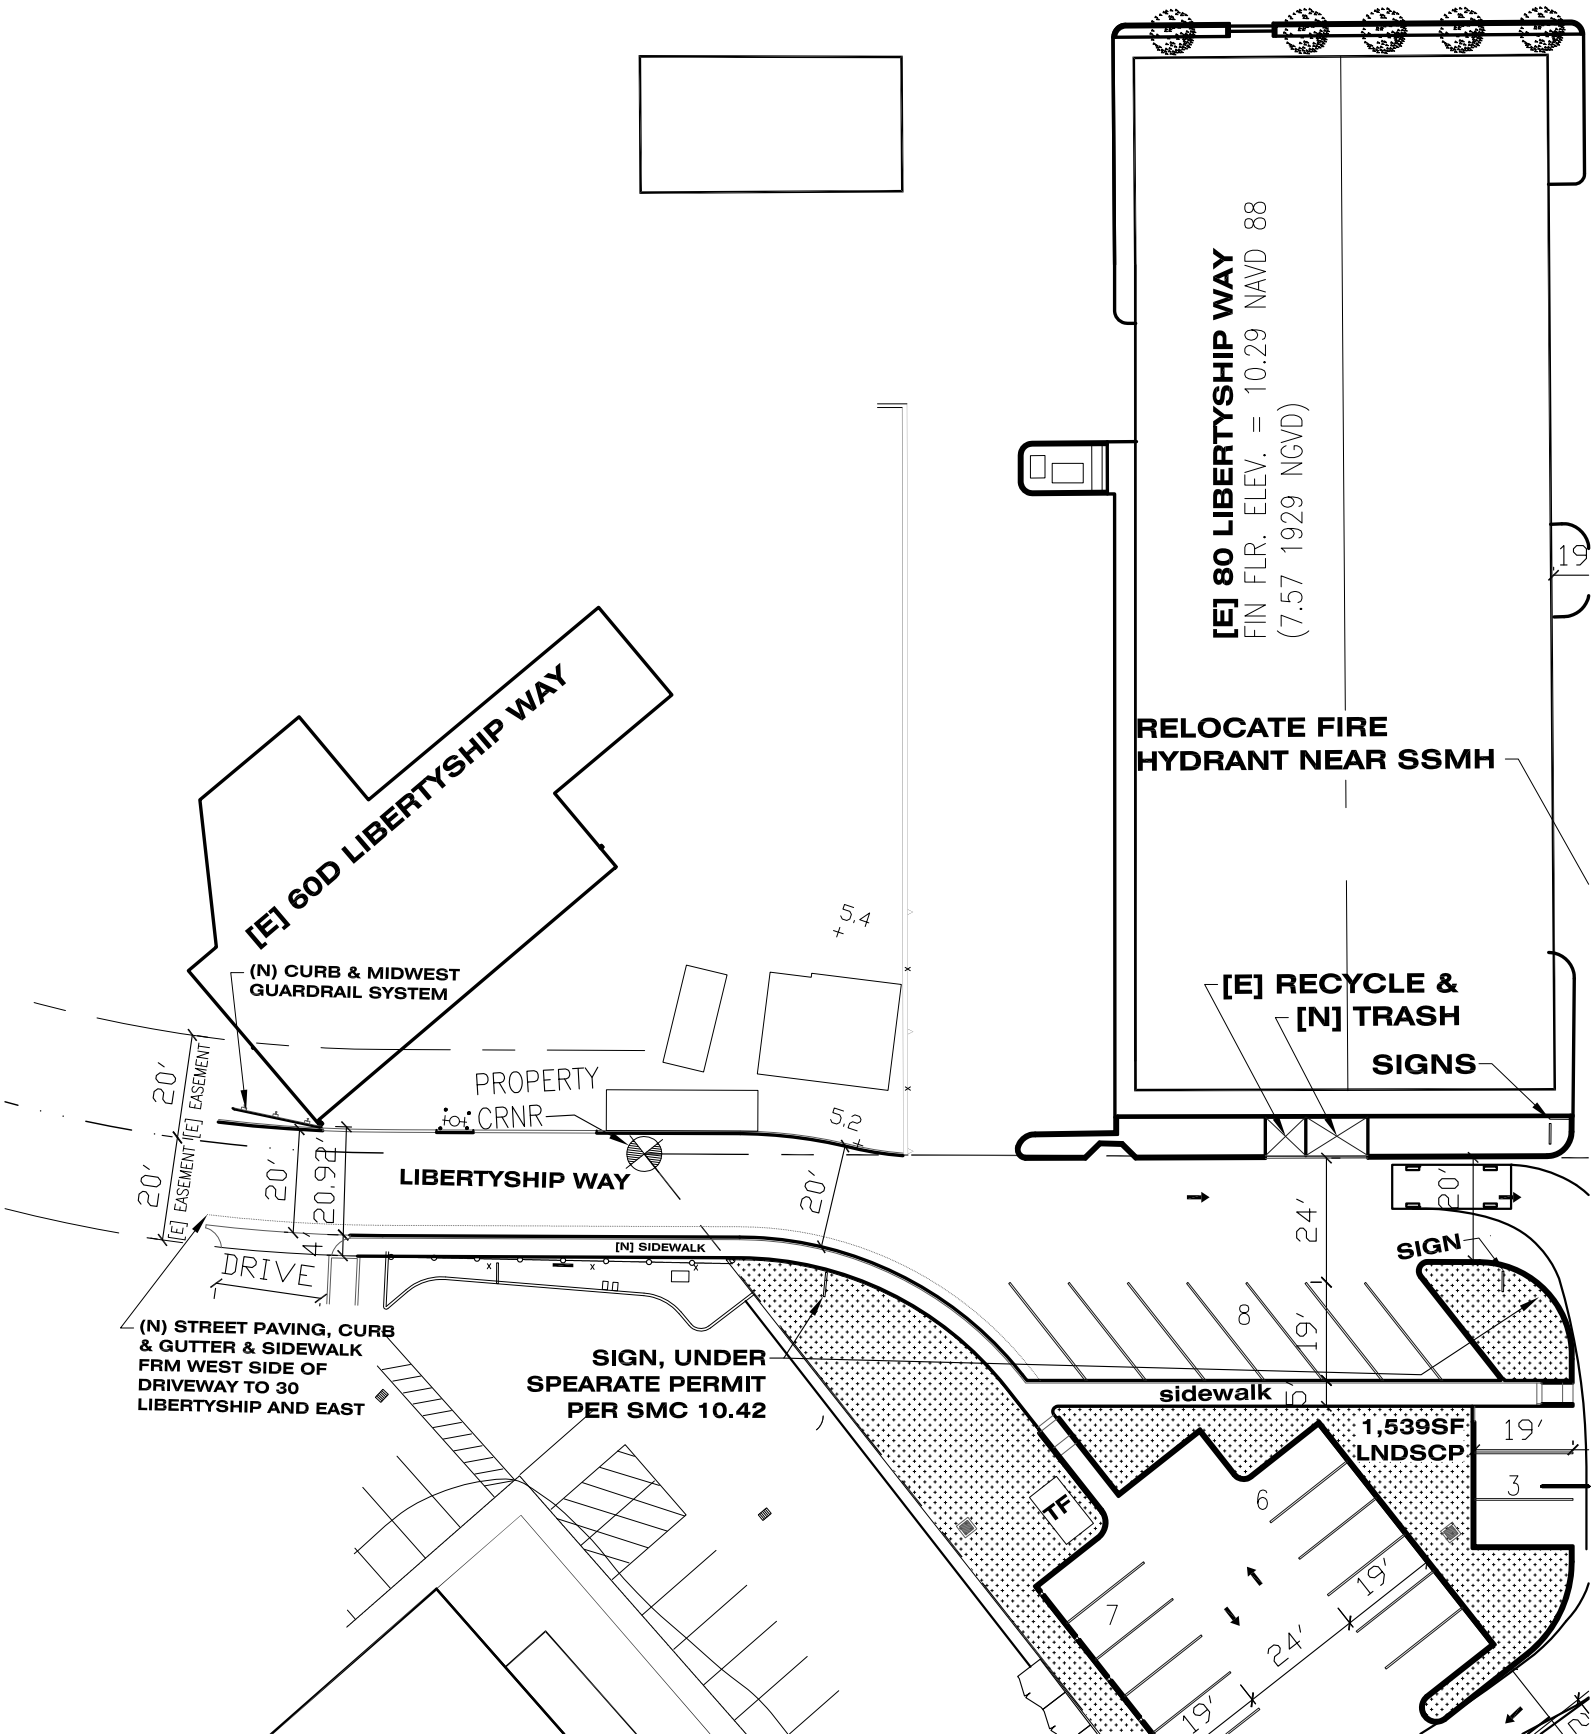 [E] 80 LIBERTYSHIP WAY
FIN FLR. ELEV. = 10.29 NAVD 88
(7.57 1929 NGVD)
19
RELOCATE FIRE
HYDRANT NEAR SSMH
[E] 60D LIBERTYSHIP WAY
5.4
+
(N) CURB & MIDWEST
GUARDRAIL SYSTEM
[E] RECYCLE &
[N] TRASH
SIGNS
20'
[E] EASEMENT
PROPERTY
CRNR
5.2
+
20'
[E] EASEMENT
20'
20.92'
LIBERTYSHIP WAY
20'
24'
20'
4'
[N] SIDEWALK
SIGN
DRIVE
8
19'
(N) STREET PAVING, CURB
& GUTTER & SIDEWALK
FRM WEST SIDE OF
DRIVEWAY TO 30
LIBERTYSHIP AND EAST
SIGN, UNDER
SPEARATE PERMIT
PER SMC 10.42
sidewalk
5'
1,539SF
LNDSCP
19'
3
6
TF
7
19'
24'
19'